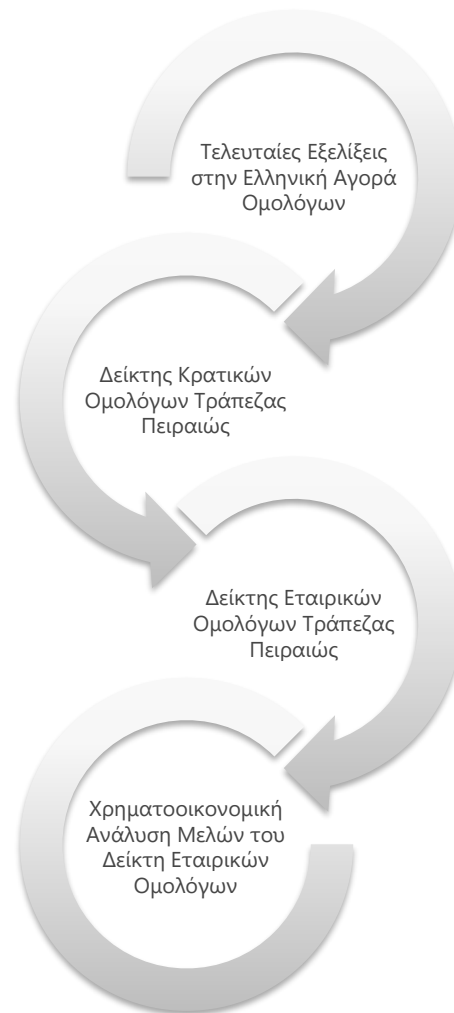 Τελευταίες Εξελίξεις
στην Ελληνική Αγορά
Ομολόγων
Δείκτης Κρατικών
Ομολόγων Τράπεζας
Πειραιώς
Δείκτης Εταιρικών
Ομολόγων Τράπεζας
Πειραιώς
Χρηματοοικονομική
Ανάλυση Μελών του
Δείκτη Εταιρικών
Ομολόγων